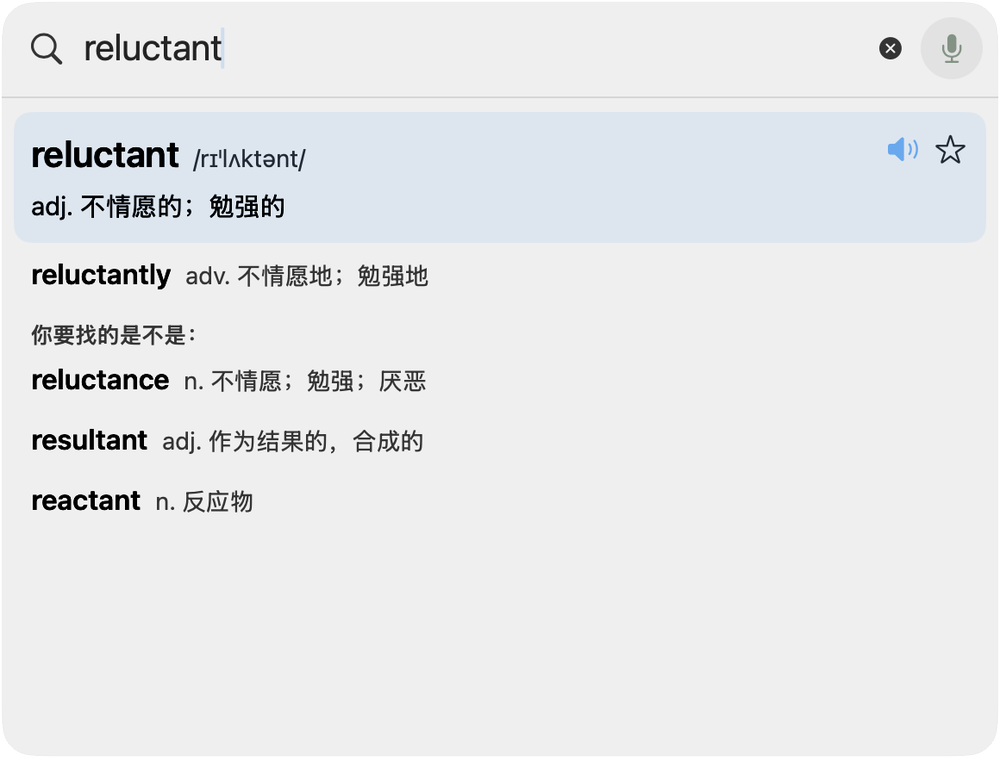 reluctant
reluctant /rɪˈlʌktənt/
adj. 不情愿的；勉强的
reluctantly adv. 不情愿地；勉强地
你要找的是不是：
reluctance n. 不情愿；勉强；厌恶
resultant adj. 作为结果的，合成的
reactant n. 反应物